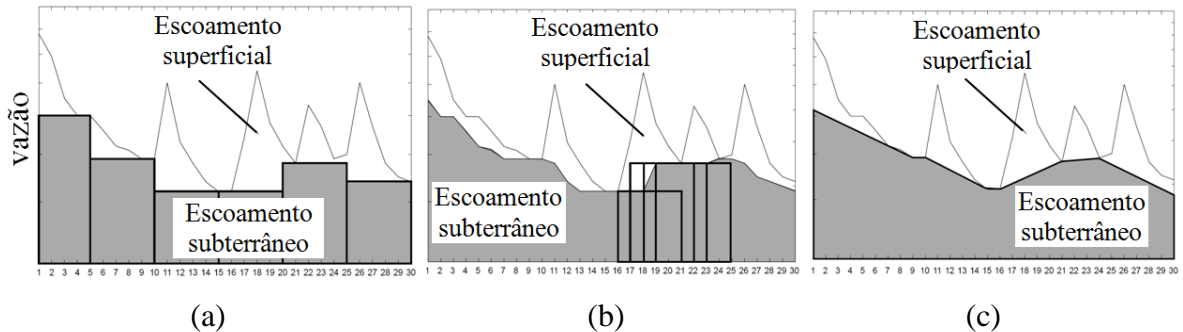 vazão
Escoamento
superficial
Escoamento
subterrâneo
1 2 3 4 5 6 7 8 9 10 11 12 13 14 15 16 17 18 19 20 21 22 23 24 25 26 27 28 29 30
(a)
Escoamento
superficial
Escoamento
subterrâneo
1 2 3 4 5 6 7 8 9 10 11 12 13 14 15 16 17 18 19 20 21 22 23 24 25 26 27 28 29 30
(b)
Escoamento
superficial
Escoamento
subterrâneo
1 2 3 4 5 6 7 8 9 10 11 12 13 14 15 16 17 18 19 20 21 22 23 24 25 26 27 28 29 30
(c)